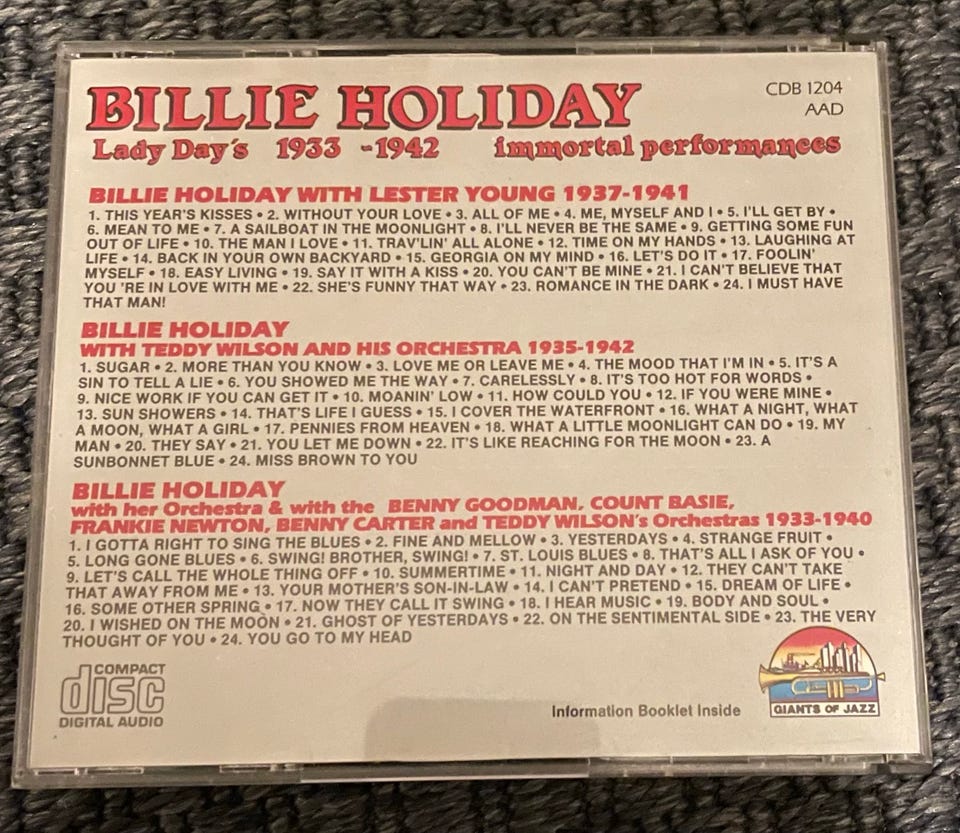 BILLIE HOLIDAY
CDB 1204
AAD
Lady Day's 1933 -1942 immortal performances
BILLIE HOLIDAY WITH LESTER YOUNG 1937-1941
1. THIS YEAR'S KISSES • 2. WITHOUT YOUR LOVE • 3. ALL OF ME • 4. ME, MYSELF AND I • 5. I'LL GET BY •
6. MEAN TO ME • 7. A SAILBOAT IN THE MOONLIGHT • 8. I'LL NEVER BE THE SAME • 9. GETTING SOME FUN
OUT OF LIFE • 10. THE MAN I LOVE • 11. TRAV'LIN' ALL ALONE • 12. TIME ON MY HANDS • 13. LAUGHING AT
LIFE • 14. BACK IN YOUR OWN BACKYARD • 15. GEORGIA ON MY MIND • 16. LET'S DO IT • 17. FOOLIN'
MYSELF • 18. EASY LIVING • 19. SAY IT WITH A KISS • 20. YOU CAN'T BE MINE • 21. I CAN'T BELIEVE THAT
YOU 'RE IN LOVE WITH ME • 22. SHE'S FUNNY THAT WAY • 23. ROMANCE IN THE DARK • 24. I MUST HAVE
THAT MAN!
BILLIE HOLIDAY
WITH TEDDY WILSON AND HIS ORCHESTRA 1935-1942
1. SUGAR • 2. MORE THAN YOU KNOW • 3. LOVE ME OR LEAVE ME • 4. THE MOOD THAT I'M IN • 5. IT'S A
SIN TO TELL A LIE • 6. YOU SHOWED ME THE WAY • 7. CARELESSLY • 8. IT'S TOO HOT FOR WORDS •
9. NICE WORK IF YOU CAN GET IT • 10. MOANIN' LOW • 11. HOW COULD YOU • 12. IF YOU WERE MINE •
13. SUN SHOWERS • 14. THAT'S LIFE I GUESS • 15. I COVER THE WATERFRONT • 16. WHAT A NIGHT, WHAT
A MOON, WHAT A GIRL • 17. PENNIES FROM HEAVEN • 18. WHAT A LITTLE MOONLIGHT CAN DO • 19. MY
MAN • 20. THEY SAY • 21. YOU LET ME DOWN • 22. IT'S LIKE REACHING FOR THE MOON • 23. A
SUNBONNET BLUE • 24. MISS BROWN TO YOU
BILLIE HOLIDAY
with her Orchestra & with the BENNY GOODMAN, COUNT BASIE,
FRANKIE NEWTON, BENNY CARTER and TEDDY WILSON's Orchestras 1933-1940
1. I GOTTA RIGHT TO SING THE BLUES • 2. FINE AND MELLOW • 3. YESTERDAYS • 4. STRANGE FRUIT •
5. LONG GONE BLUES • 6. SWING! BROTHER, SWING! • 7. ST. LOUIS BLUES • 8. THAT'S ALL I ASK OF YOU •
9. LET'S CALL THE WHOLE THING OFF • 10. SUMMERTIME • 11. NIGHT AND DAY • 12. THEY CAN'T TAKE
THAT AWAY FROM ME • 13. YOUR MOTHER'S SON-IN-LAW • 14. I CAN'T PRETEND • 15. DREAM OF LIFE •
16. SOME OTHER SPRING • 17. NOW THEY CALL IT SWING • 18. I HEAR MUSIC • 19. BODY AND SOUL •
20. I WISHED ON THE MOON • 21. GHOST OF YESTERDAYS • 22. ON THE SENTIMENTAL SIDE • 23. THE VERY
THOUGHT OF YOU • 24. YOU GO TO MY HEAD
COMPACT
disc
DIGITAL AUDIO
Information Booklet Inside
GIANTS OF JAZZ